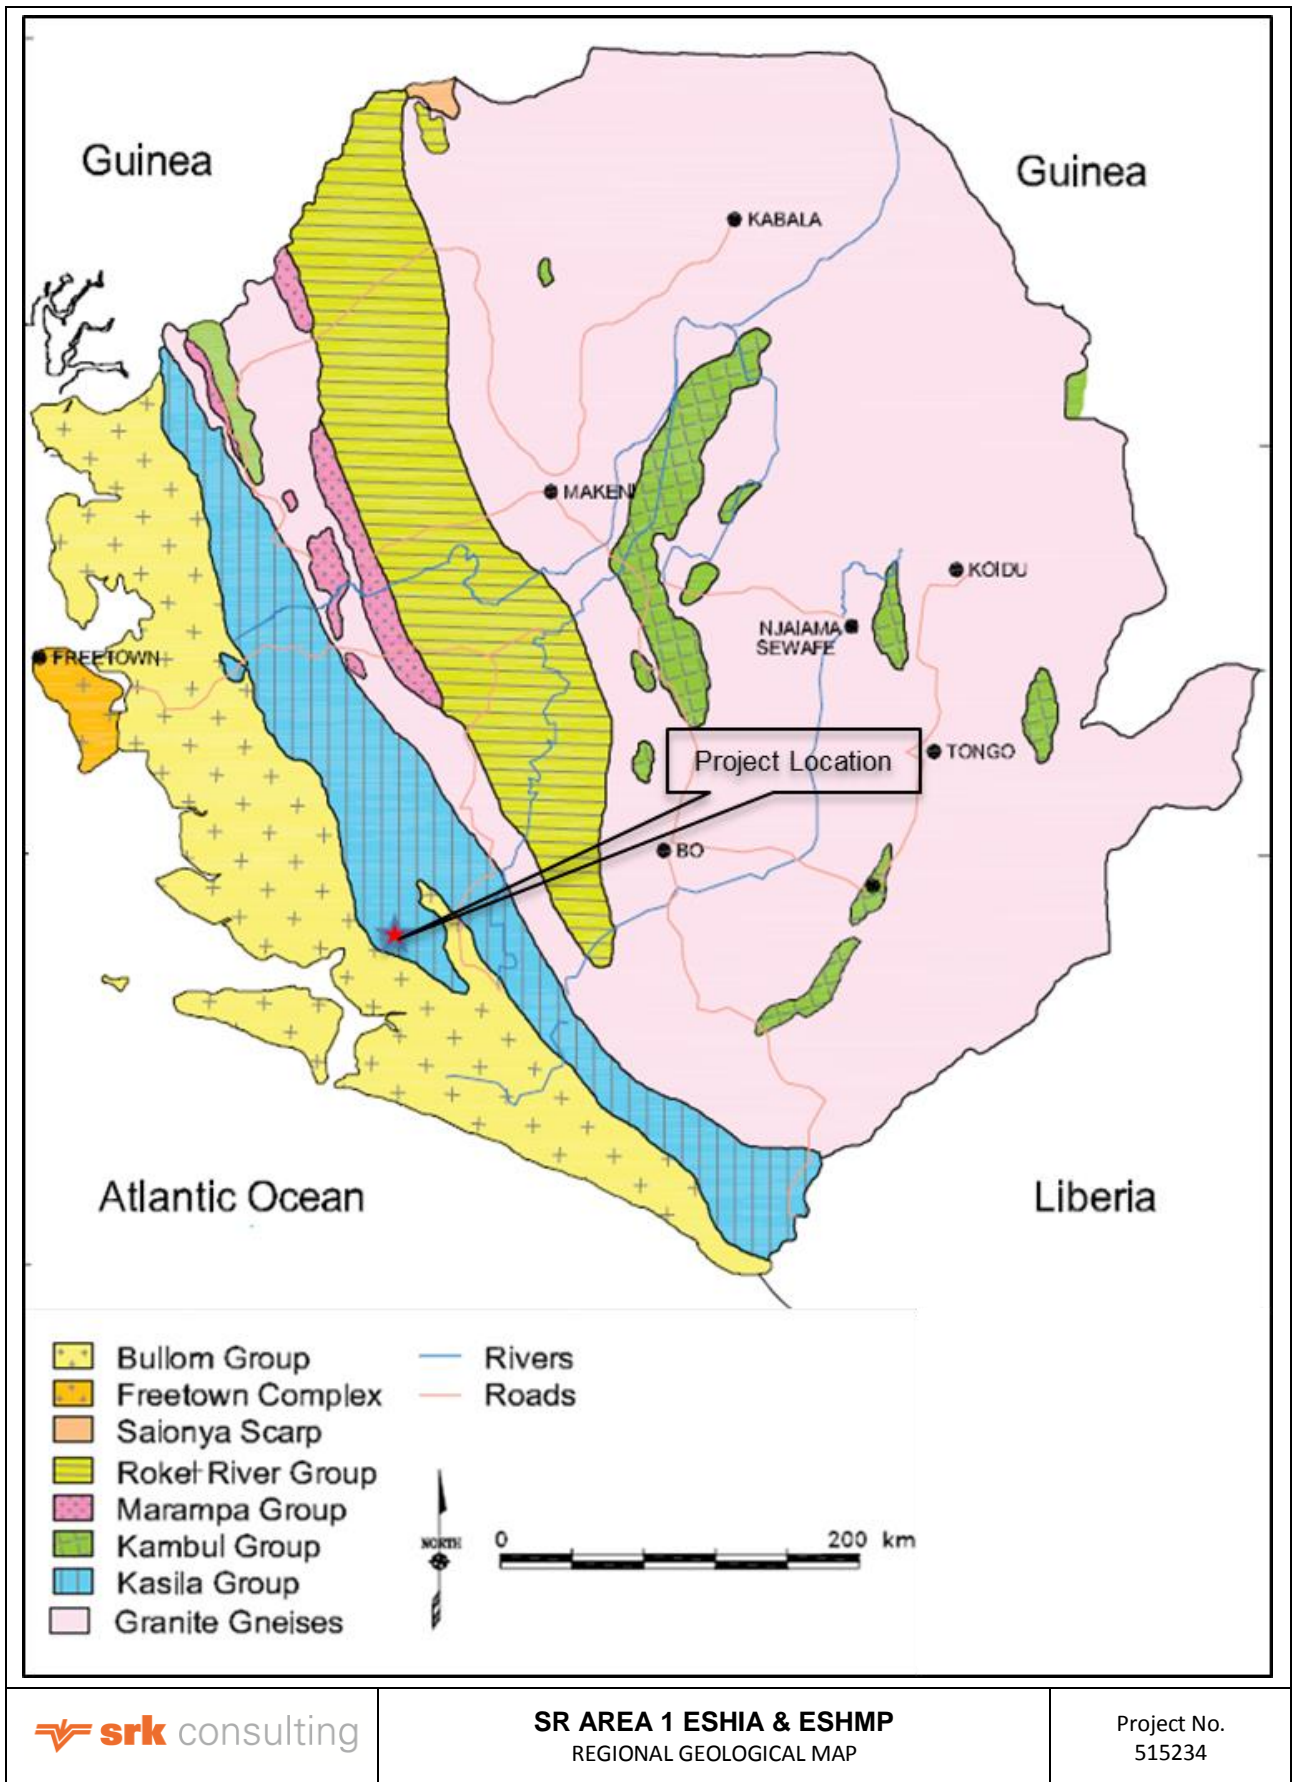 Guinea
Guinea
KABALA
MAKENI
KOIDU
NJAIAMA
SEWAFE
FREETOWN
TONGO
Project Location
BO
Atlantic Ocean
Liberia
Bullom Group
Freetown Complex
Saionya Scarp
Rokel River Group
Marampa Group
Kambul Group
Kasila Group
Granite Gneises
Rivers
Roads
NORTH
0 200 km
srk consulting
SR AREA 1 ESHIA & ESHMP
REGIONAL GEOLOGICAL MAP
Project No.
515234